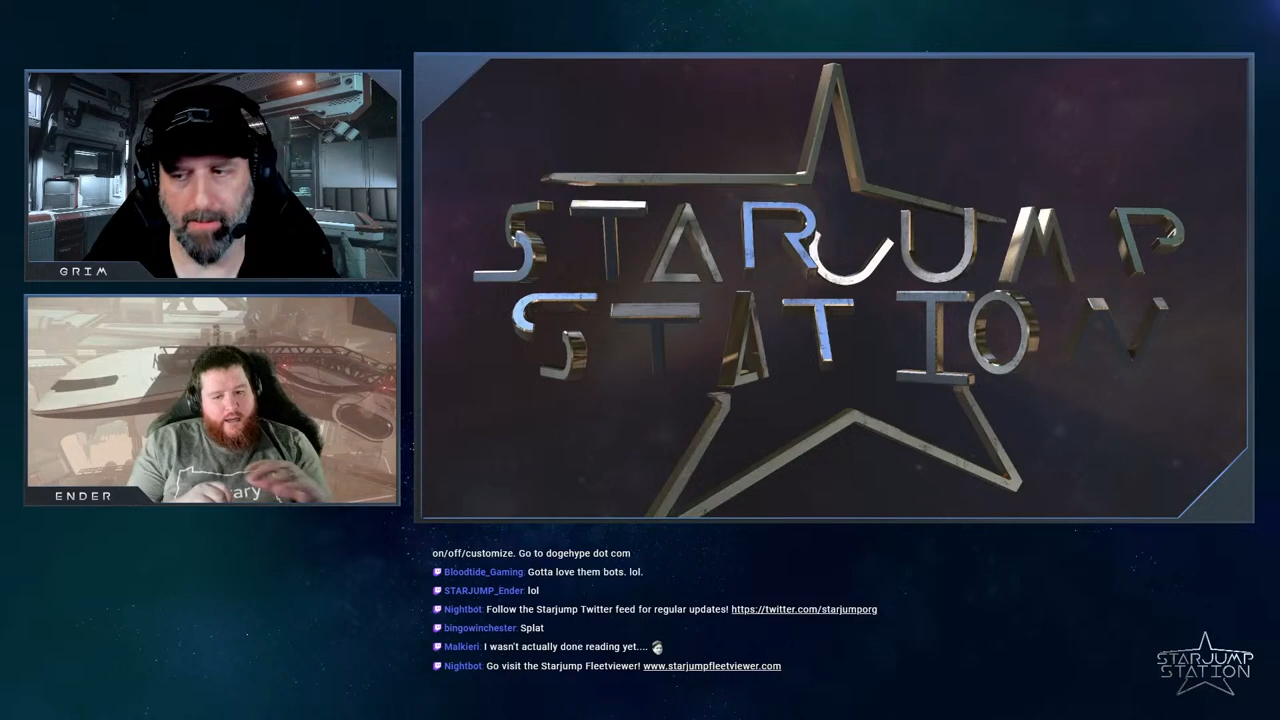 GRIM
ENDER
STARJUMP
STATION
on/off/customize. Go to dogehype dot com
Bloodtide_Gaming: Gotta love them bots. lol.
STARJUMP_Ender: lol
Nightbot: Follow the Starjump Twitter feed for regular updates! https://twitter.com/starjumporg
bingowinchester: Splat
Malkieri: I wasn't actually done reading yet....
Nightbot: Go visit the Starjump Fleetviewer! www.starjumpfleetviewer.com
STARJUMP
STATION